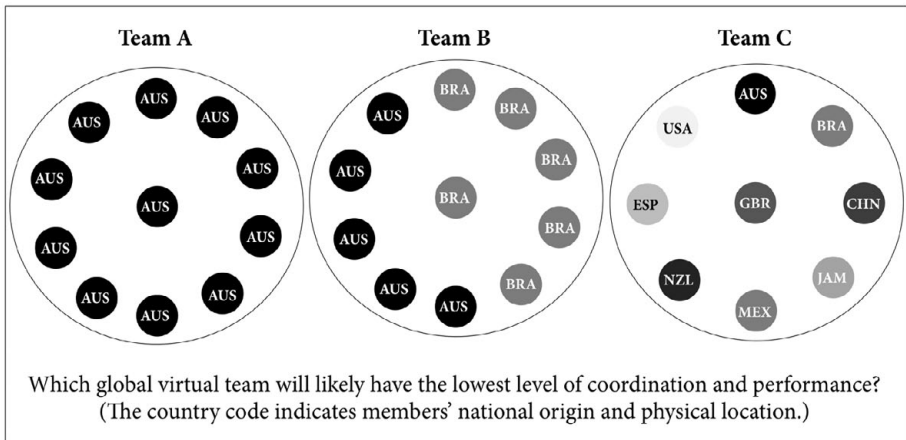 Team A
AUS
AUS
AUS
AUS
AUS
AUS
AUS
AUS
AUS
AUS
AUS
Team B
BRA
AUS
BRA
AUS
BRA
BRA
AUS
BRA
AUS
BRA
AUS
Team C
AUS
USA
BRA
ESP
GBR
CHN
NZL
JAM
MEX
Which global virtual team will likely have the lowest level of coordination and performance?
(The country code indicates members’ national origin and physical location.)